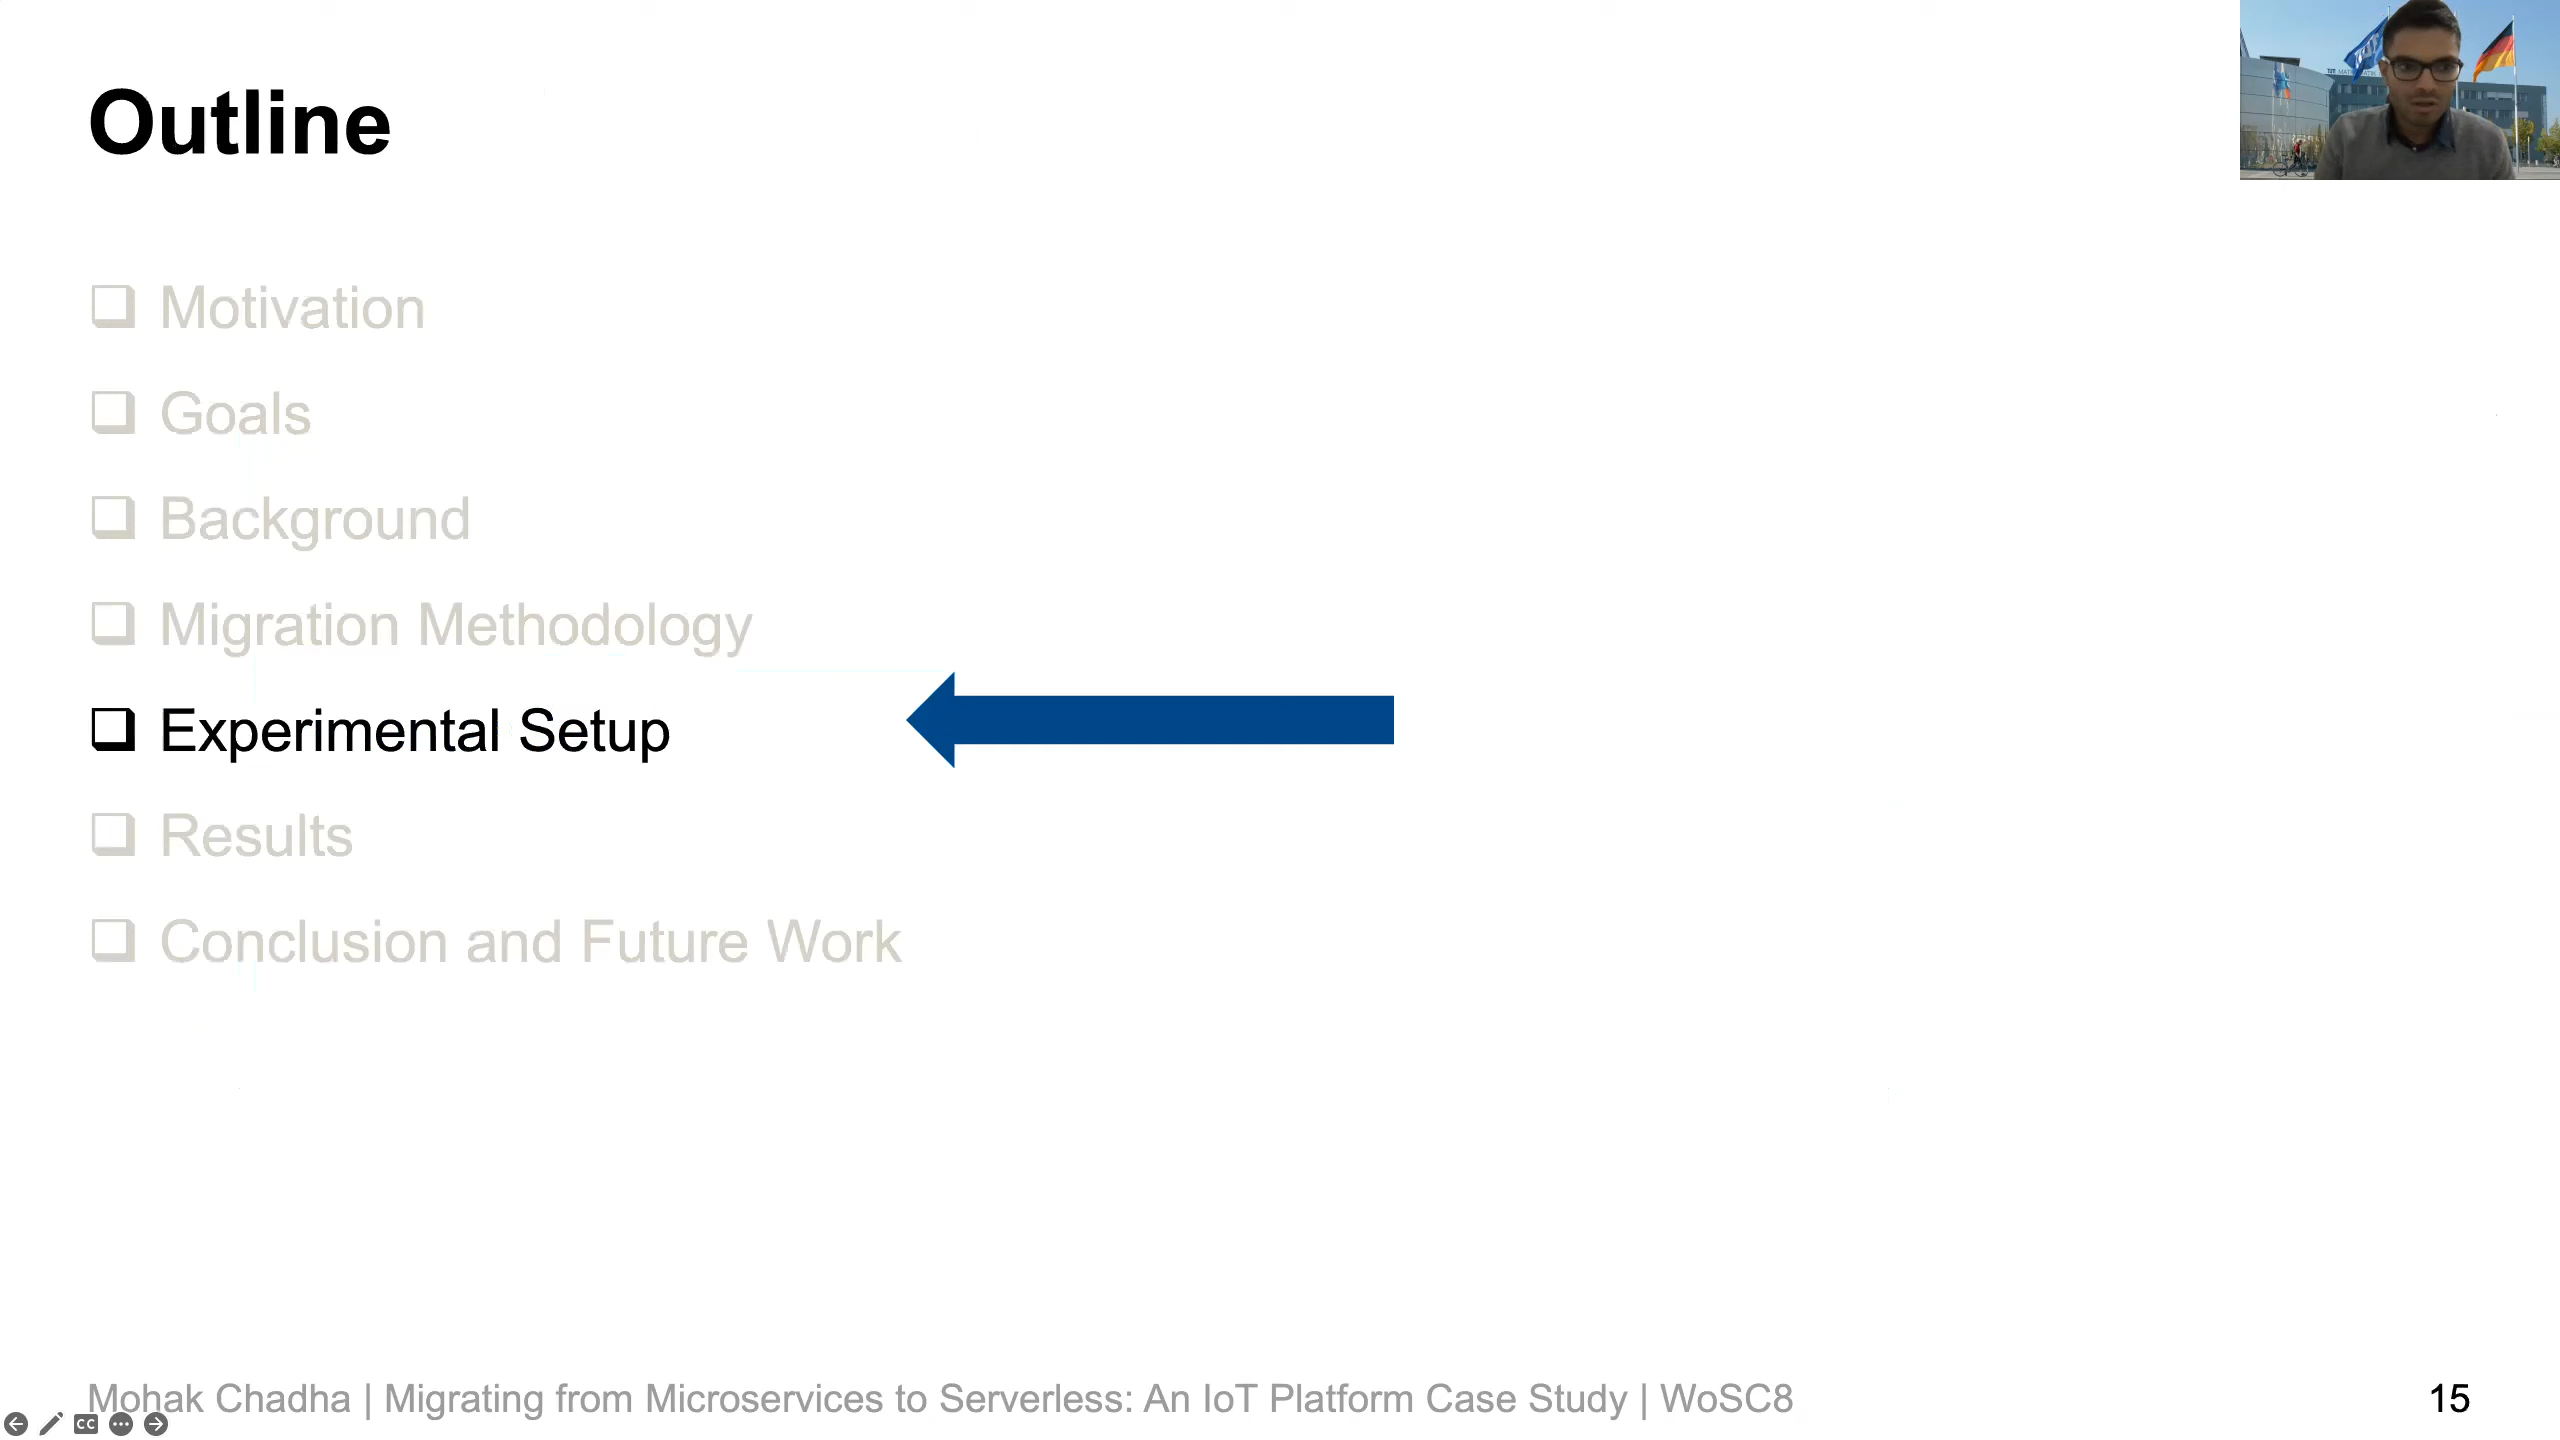 Outline
Motivation
Goals
Background
Migration Methodology
Experimental Setup
Results
Conclusion and Future Work
Mohak Chadha | Migrating from Microservices to Serverless: An IoT Platform Case Study | WoSC8
15
CC